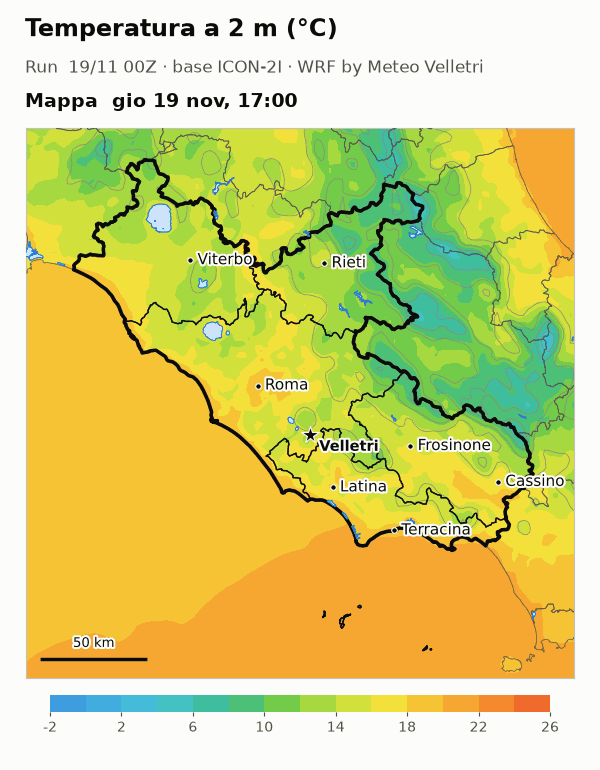 Temperatura a 2 m (°C)
Run  19/11 00Z · base ICON-2I · WRF by Meteo Velletri
Mappa  gio 19 nov, 17:00
Viterbo
Rieti
Roma
Velletri
Frosinone
Cassino
Latina
Terracina
50 km
-2 2 6 10 14 18 22 26